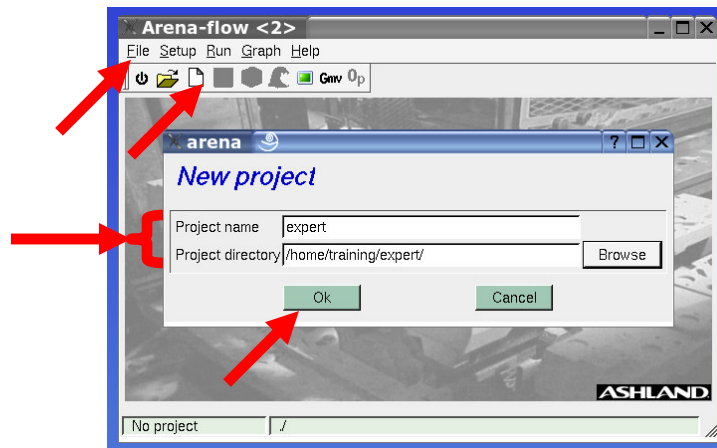 Arena-flow <2>
File Setup Run Graph Help
Gmv Op
arena ?
New project
Project name expert
Project directory /home/training/expert/ Browse
Ok Cancel
ASHLAND.
No project ./